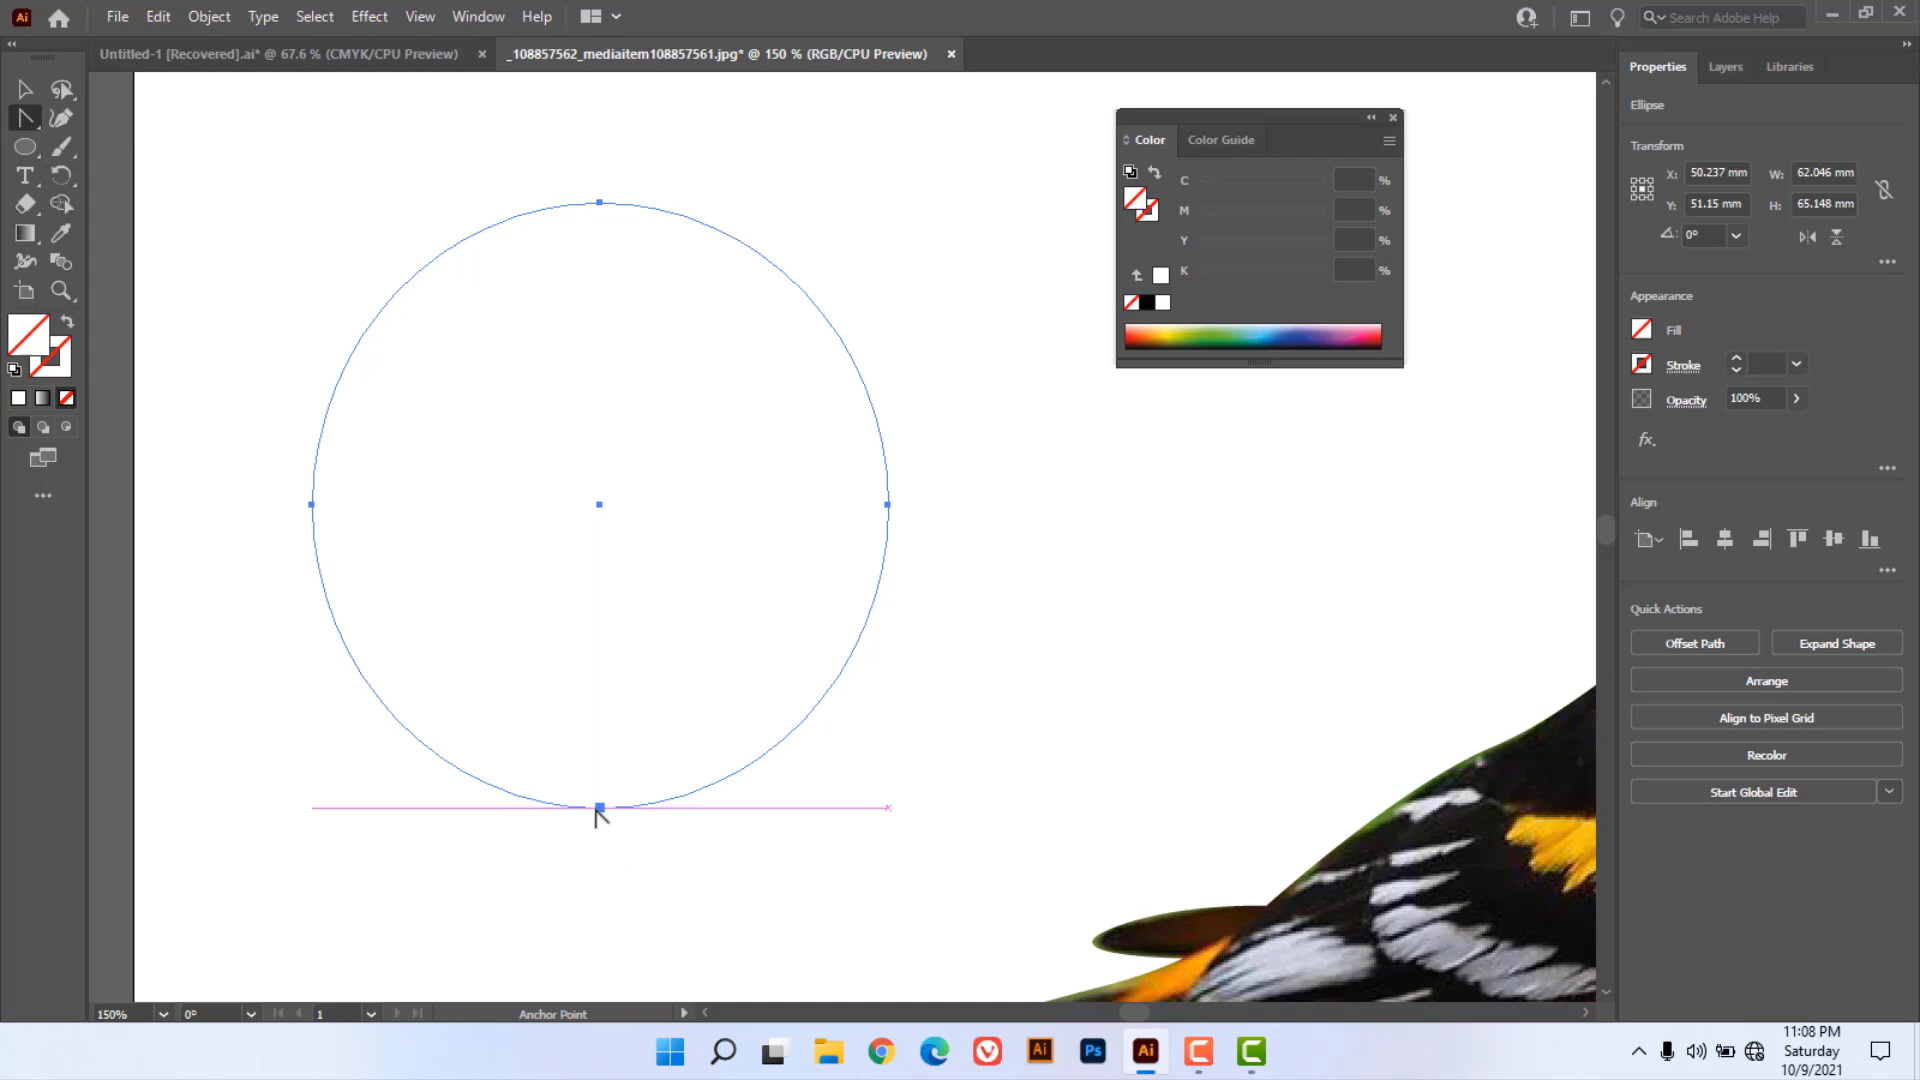 Ai File Edit Object Type Select Effect View Window Help Search Adobe Help
Untitled-1 [Recovered].ai* @ 67.6 % (CMYK/CPU Preview) × _108857562_mediaitem108857561.jpg* @ 150 % (RGB/CPU Preview) ×
Properties Layers Libraries
Ellipse
Transform
X: 50.237 mm W: 62.046 mm
Y: 51.15 mm H: 65.148 mm
0°
Appearance
Fill
Stroke
Opacity 100%
fx.
Align
Quick Actions
Offset Path Expand Shape
Arrange
Align to Pixel Grid
Recolor
Start Global Edit
Color Color Guide
C %
M %
Y %
K %
T
150% 0° 1 Anchor Point
Ai Ps Ai C C
11:08 PM
Saturday
10/9/2021